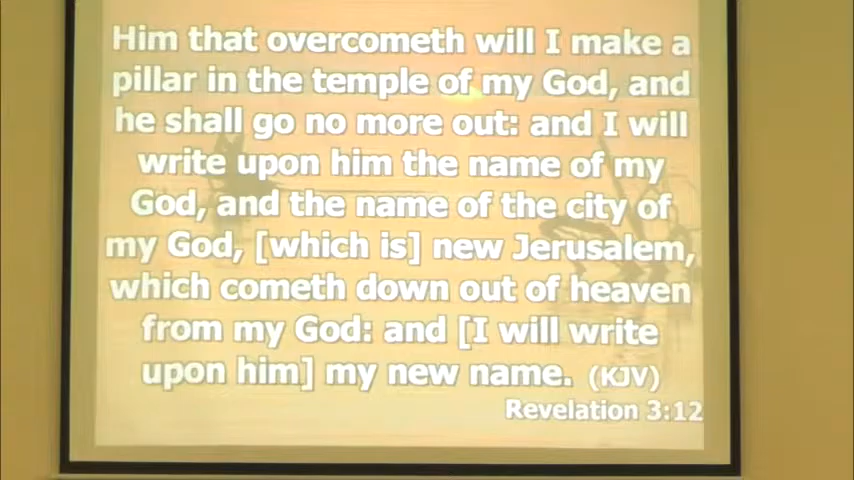 Him that overcometh will I make a
pillar in the temple of my God, and
he shall go no more out: and I will
write upon him the name of my
God, and the name of the city of
my God, [which is] new Jerusalem,
which cometh down out of heaven
from my God: and [I will write
upon him] my new name. (KJV)
Revelation 3:12